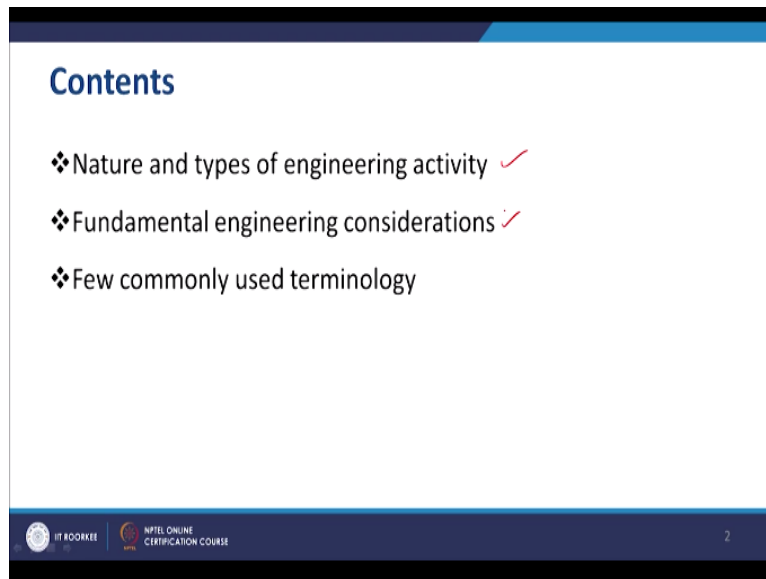 Contents
❖Nature and types of engineering activity
❖Fundamental engineering considerations
❖Few commonly used terminology
IIT ROORKEE
NPTEL ONLINE
CERTIFICATION COURSE
2